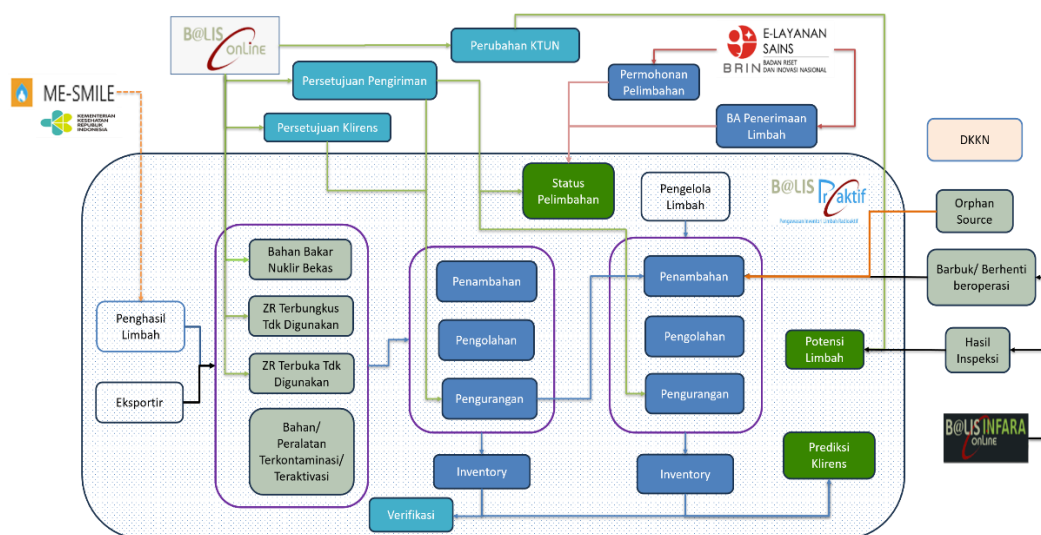 B@LIS
OnLine
Perubahan KTUN
E-LAYANAN
SAINS
BRIN
BADAN RISET
DAN INOVASI NASIONAL
Persetujuan Pengiriman
Permohonan
Pelimbahan
ME-SMILE
KEMENTERIAN
KESEHATAN
REPUBLIK
INDONESIA
Persetujuan Klirens
BA Penerimaan
Limbah
DKKN
Status
Pelimbahan
Pengelola
Limbah
B@LIS
Praktif
Orphan
Source
Bahan Bakar
Nuklir Bekas
Penambahan
Penambahan
Barbuk/ Berhenti
beroperasi
Penghasil
Limbah
ZR Terbungkus
Tdk Digunakan
Pengolahan
Pengolahan
Potensi
Limbah
Hasil
Inspeksi
ZR Terbuka Tdk
Digunakan
Eksportir
Pengurangan
Pengurangan
Bahan/
Peralatan
Terkontaminasi/
Teraktivasi
B@LIS INFARA
OnLine
Inventory
Inventory
Prediksi
Klirens
Verifikasi